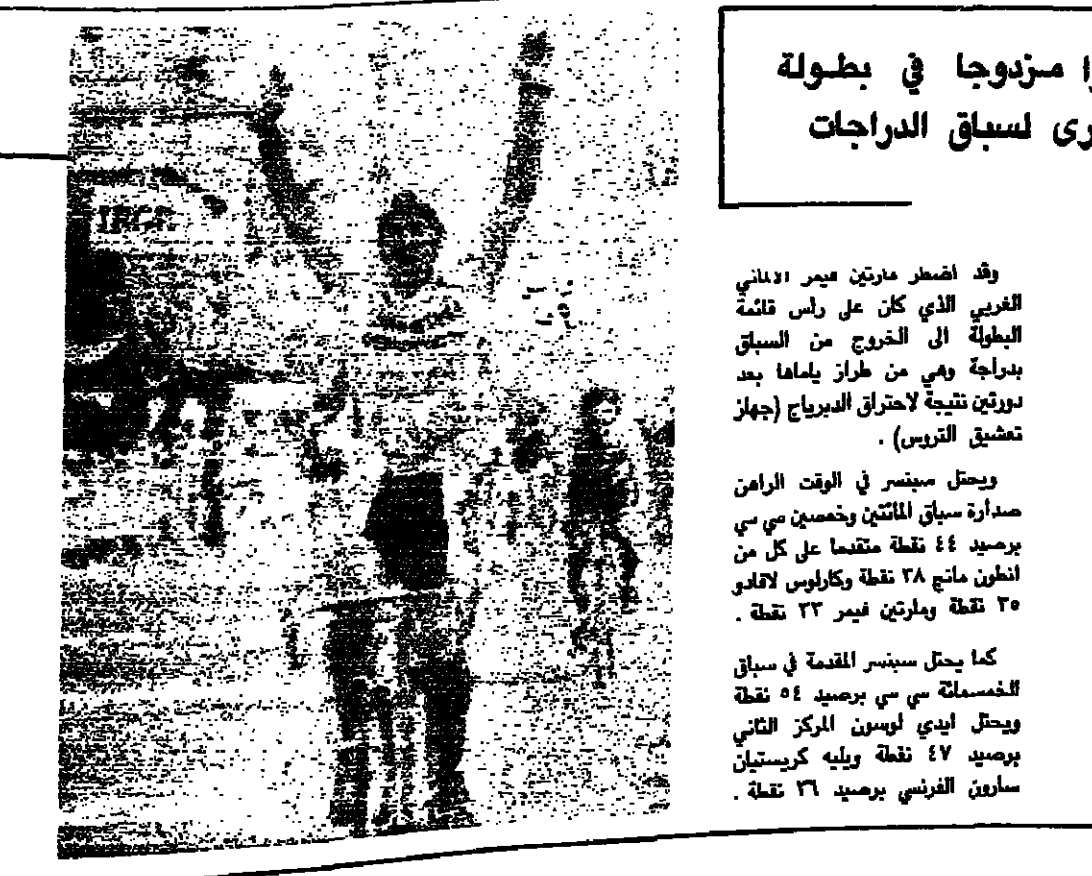 مـزدوجا في بطـولة
لسباق الدراجات
وقد اضطر مارتين فيمر الالماني
الغربي الذي كان على رأس قائمة
البطولة الى الخروج من السباق
بدراجة وهي من طراز ياماها بعد
دورتين نتيجة لاحتراق الدبرياج (جهاز
تعشيق التروس) .
ويحتل سبنسر في الوقت الراهن
صدارة سباق المائتين وخمسين سي سي
برصيد ٤٤ نقطة متقدما على كل من
انطون مانج ٣٨ نقطة وكارلوس لافادو
٣٥ نقطة ومارتين فيمر ٣٣ نقطة .
كما يحتل سبنسر المقدمة في سباق
الخمسمائة سي سي برصيد ٥٤ نقطة
ويحتل ايدي لوسون المركز الثاني
برصيد ٤٧ نقطة ويليه كريستيان
سارون الفرنسي برصيد ٣٦ نقطة .